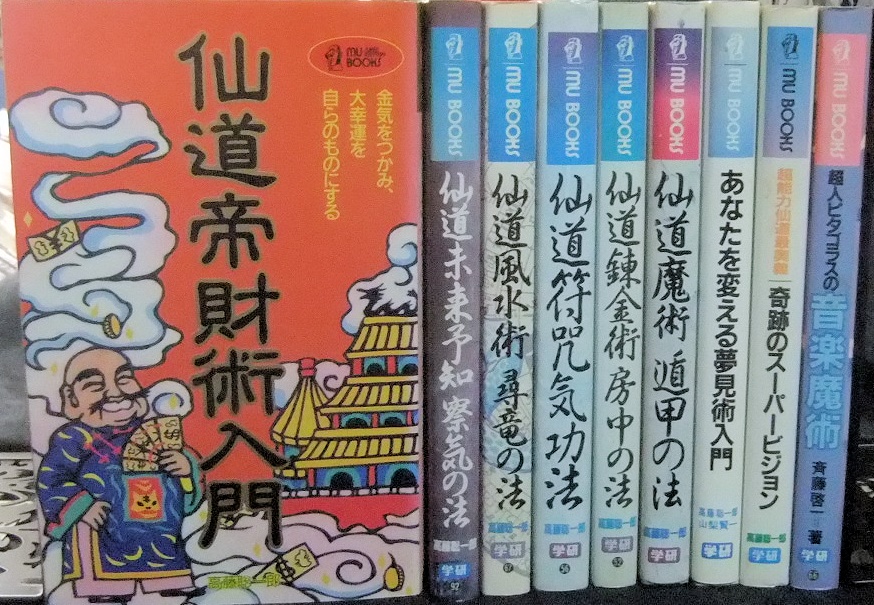 仙道帝財術入門
MU BOOKS
金気をつかみ、
大幸運を
自らのものにする
高藤聡一郎
MU BOOKS
仙道未来予知 察気の法
高藤聡一郎
学研
92
MU BOOKS
仙道風水術 尋竜の法
高藤聡一郎
学研
67
MU BOOKS
仙道符呪気功法
高藤聡一郎
学研
56
MU BOOKS
仙道錬金術 房中の法
高藤聡一郎
学研
52
MU BOOKS
仙道魔術 遁甲の法
高藤聡一郎
学研
MU BOOKS
あなたを変える夢見術入門
高藤聡一郎
山梨賢一
学研
MU BOOKS
超能力仙道最奥義
奇跡のスーパービジョン
高藤聡一郎
学研
MU BOOKS
超人ピタゴラスの
音楽魔術
斉藤啓一 著
学研